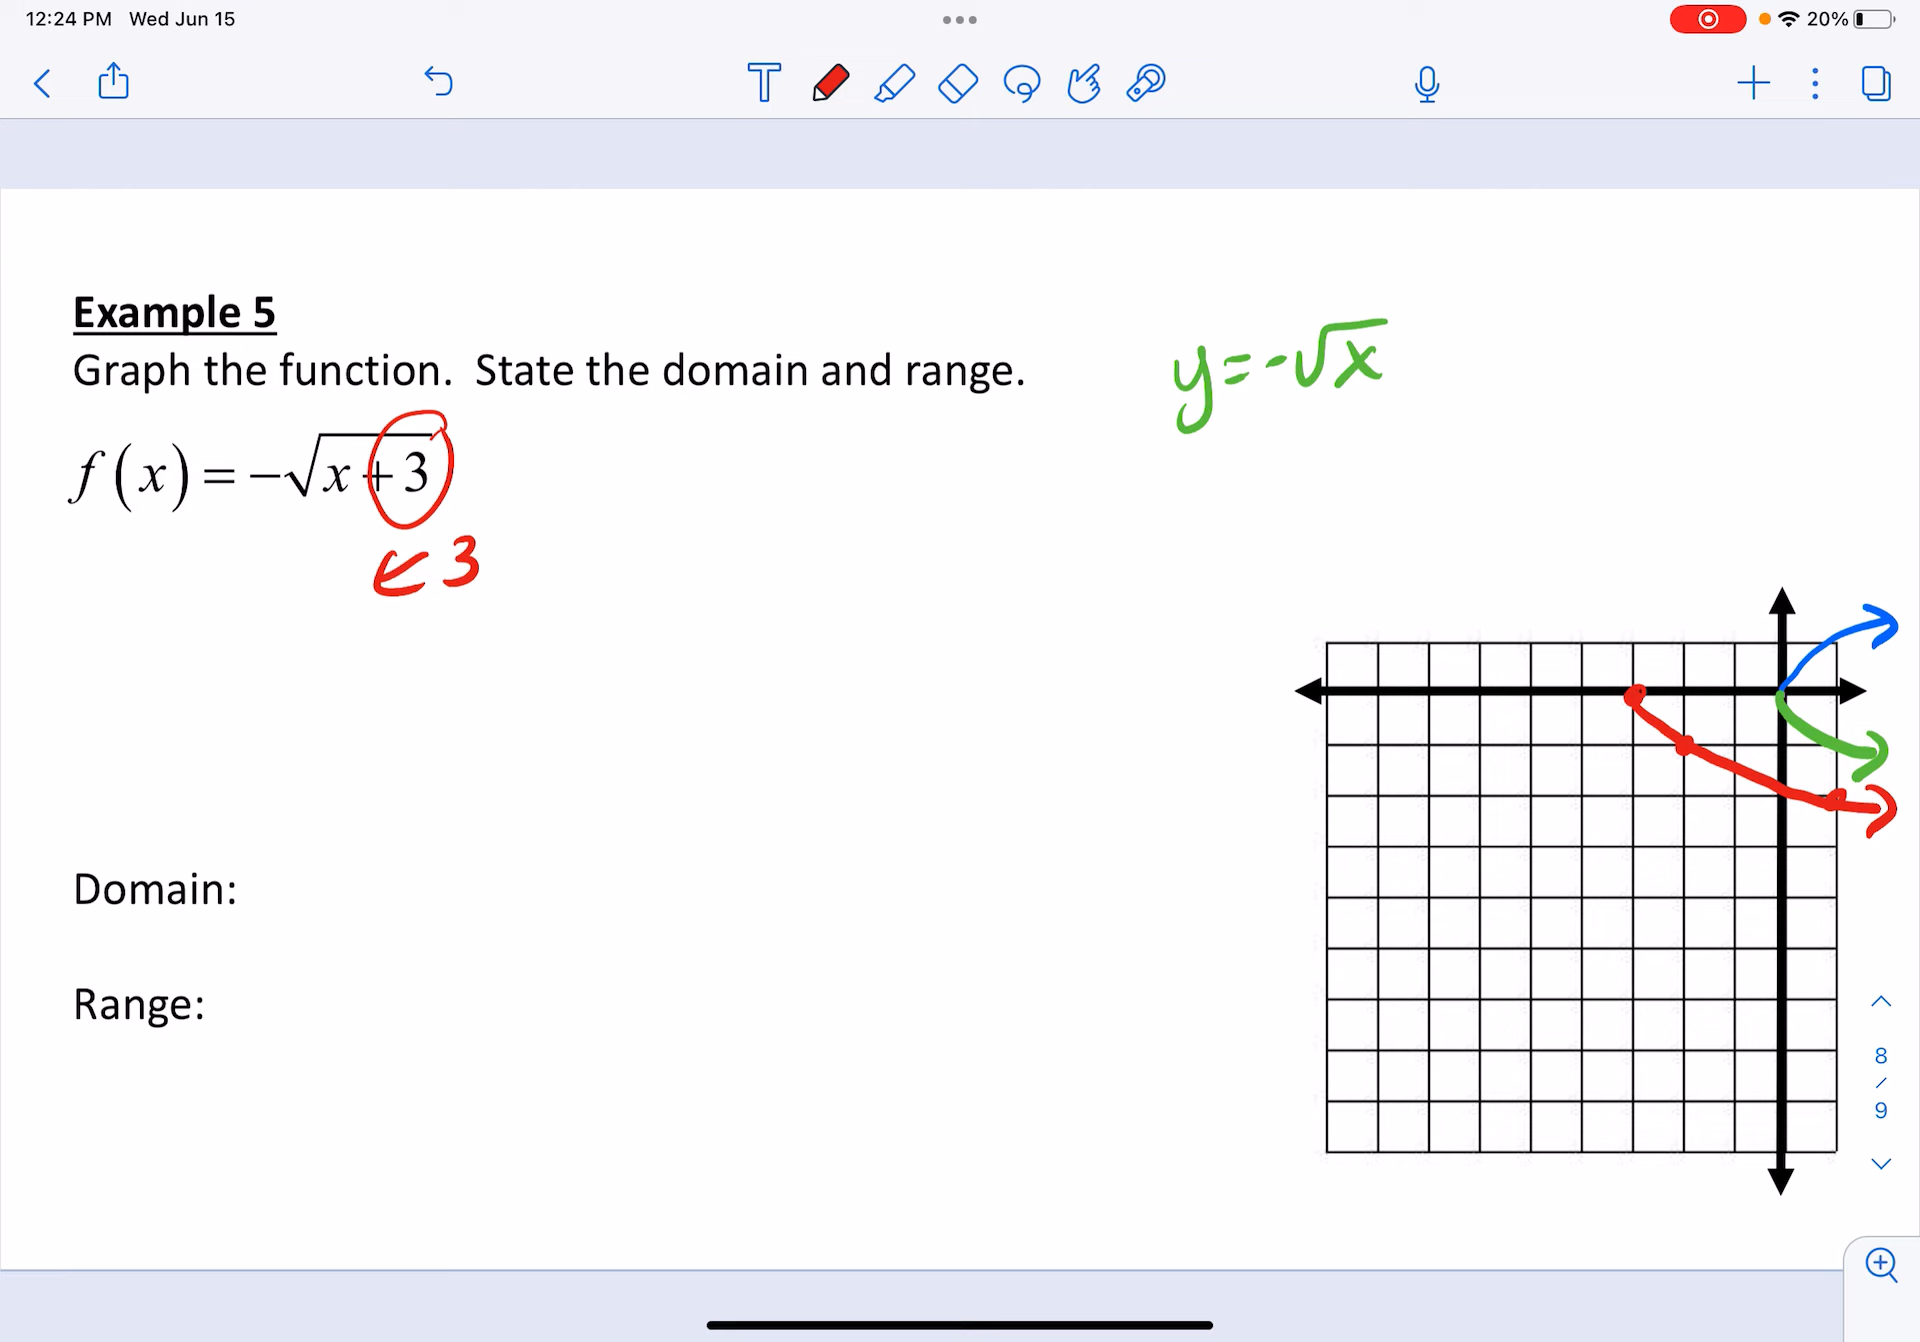 12:24 PM Wed Jun 15
20%
T
Example 5
Graph the function. State the domain and range.
y=-√x
f(x)=-√x+3
← 3
Domain:
Range:
8
/
9